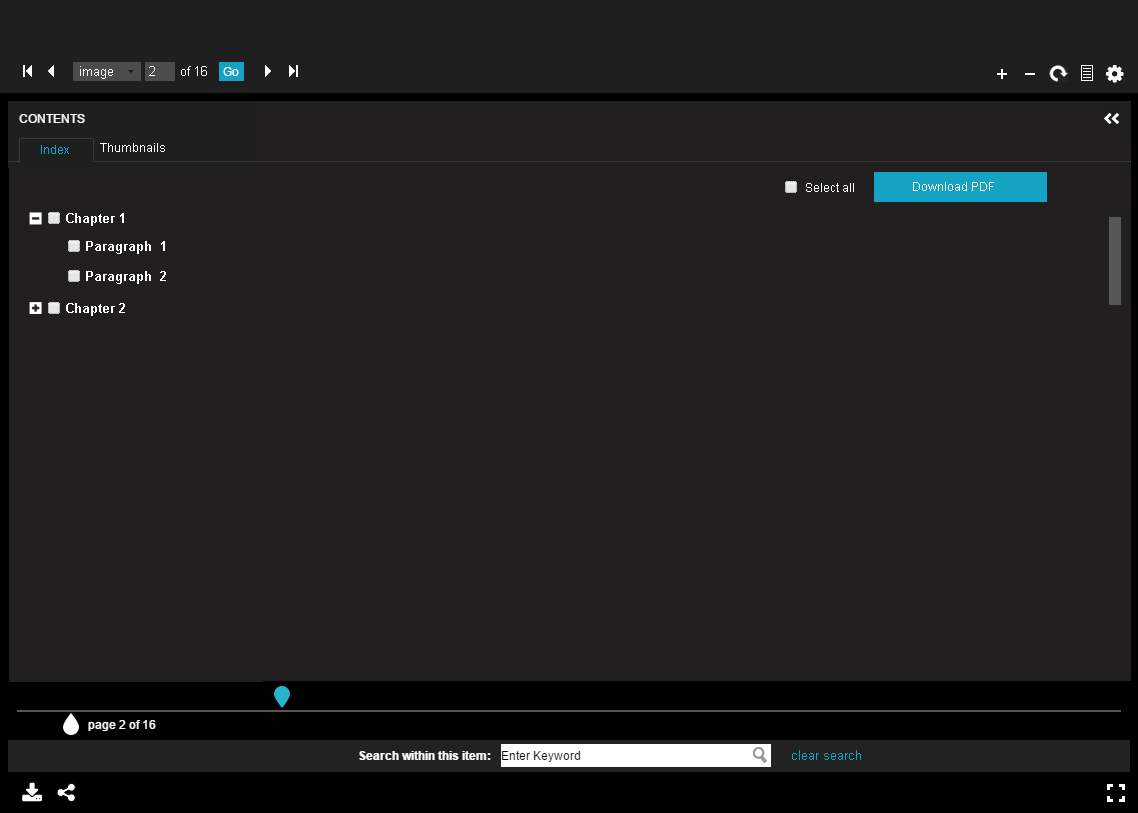 image 2 of 16 Go
CONTENTS
Index Thumbnails
Select all Download PDF
Chapter 1
Paragraph 1
Paragraph 2
Chapter 2
page 2 of 16
Search within this item: Enter Keyword clear search